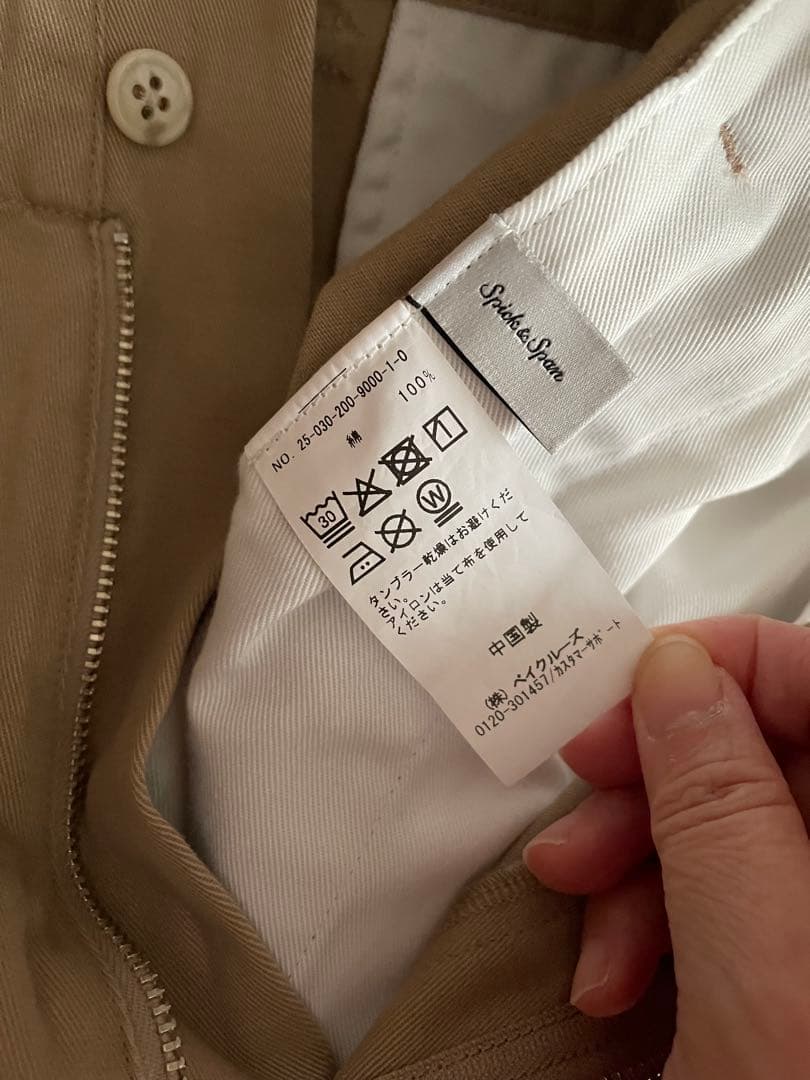 Spick & Span
NO. 25-030-200-9000-1-0
綿 100%
30
W
タンブラー乾燥はお避けくだ
さい。
アイロンは当て布を使用して
ください。
中国製
(株) ベイクルーズ
0120-301457/カスタマーサポート